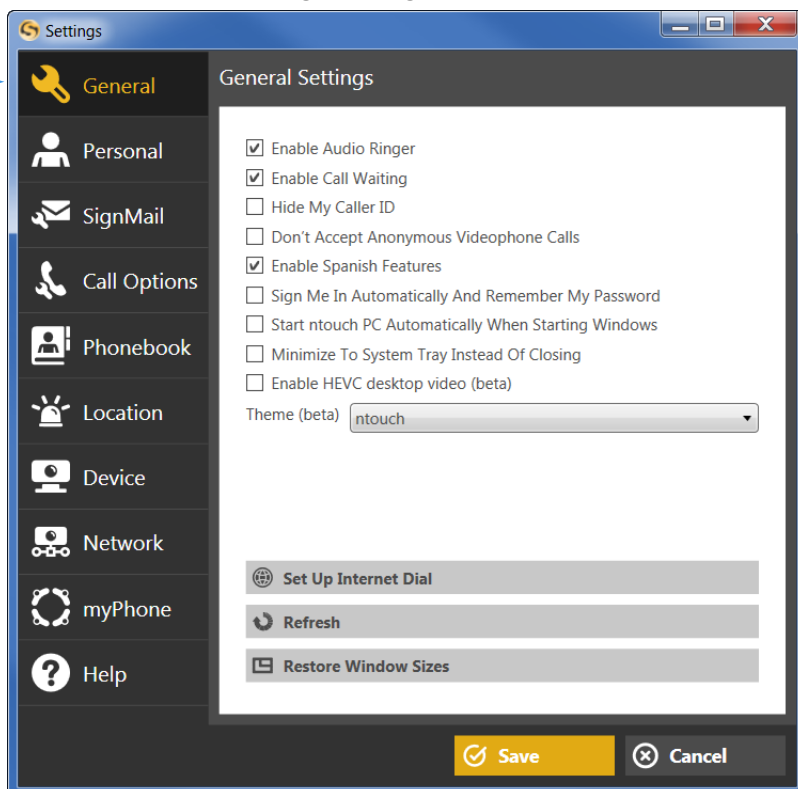 Settings
General
Personal
SignMail
Call Options
Phonebook
Location
Device
Network
myPhone
Help
General Settings
Enable Audio Ringer
Enable Call Waiting
Hide My Caller ID
Don't Accept Anonymous Videophone Calls
Enable Spanish Features
Sign Me In Automatically And Remember My Password
Start ntouch PC Automatically When Starting Windows
Minimize To System Tray Instead Of Closing
Enable HEVC desktop video (beta)
Theme (beta) ntouch
Set Up Internet Dial
Refresh
Restore Window Sizes
Save
Cancel